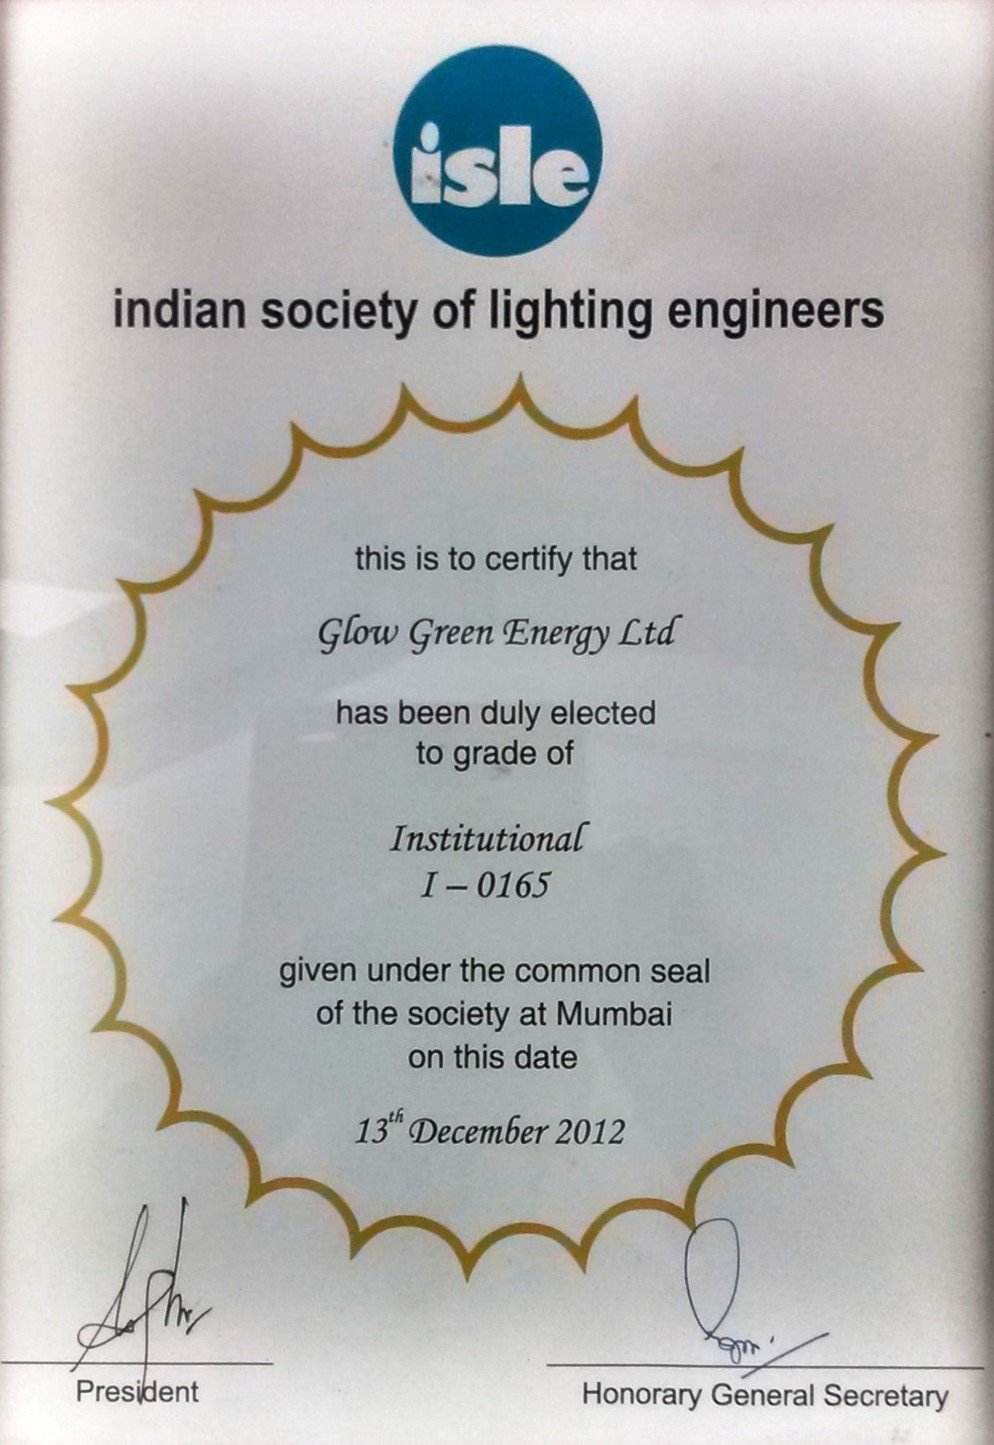 isle
indian society of lighting engineers
this is to certify that
Glow Green Energy Ltd
has been duly elected
to grade of
Institutional
I – 0165
given under the common seal
of the society at Mumbai
on this date
13th December 2012
President
Honorary General Secretary